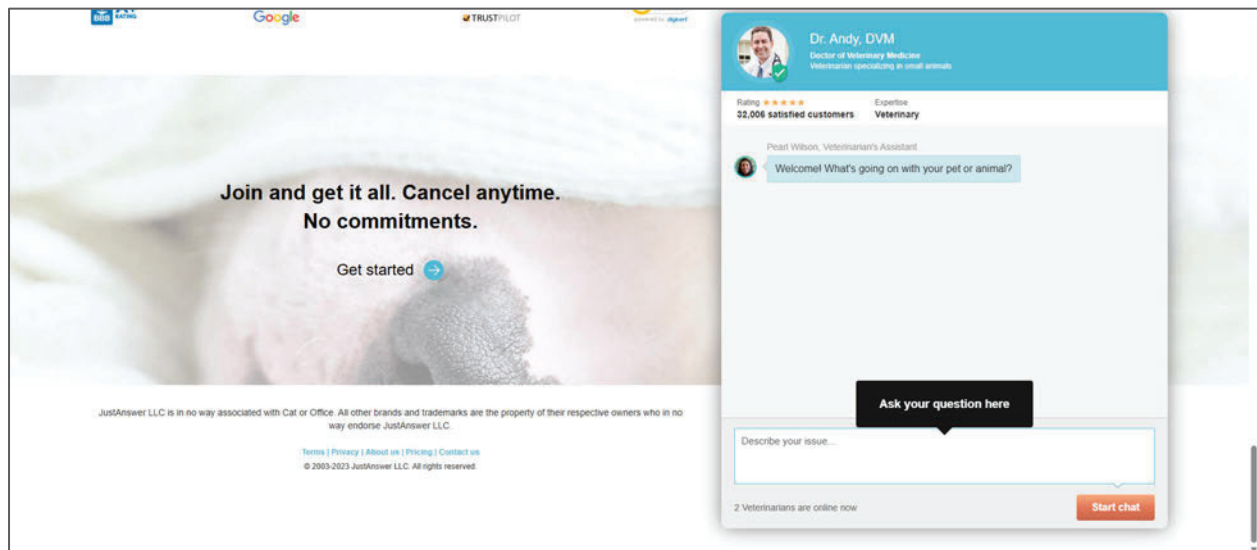 BBB RATING
Google
TRUSTPILOT
powered by digicert
Dr. Andy, DVM
Doctor of Veterinary Medicine
Veterinarian specializing in small animals
Rating ★★★★★
32,006 satisfied customers
Expertise
Veterinary
Pearl Wilson, Veterinarian's Assistant
Welcome! What's going on with your pet or animal?
Join and get it all. Cancel anytime.
No commitments.
Get started
JustAnswer LLC is in no way associated with Cat or Office. All other brands and trademarks are the property of their respective owners who in no
way endorse JustAnswer LLC.
Terms | Privacy | About us | Pricing | Contact us
© 2003-2023 JustAnswer LLC. All rights reserved.
Ask your question here
Describe your issue...
2 Veterinarians are online now
Start chat